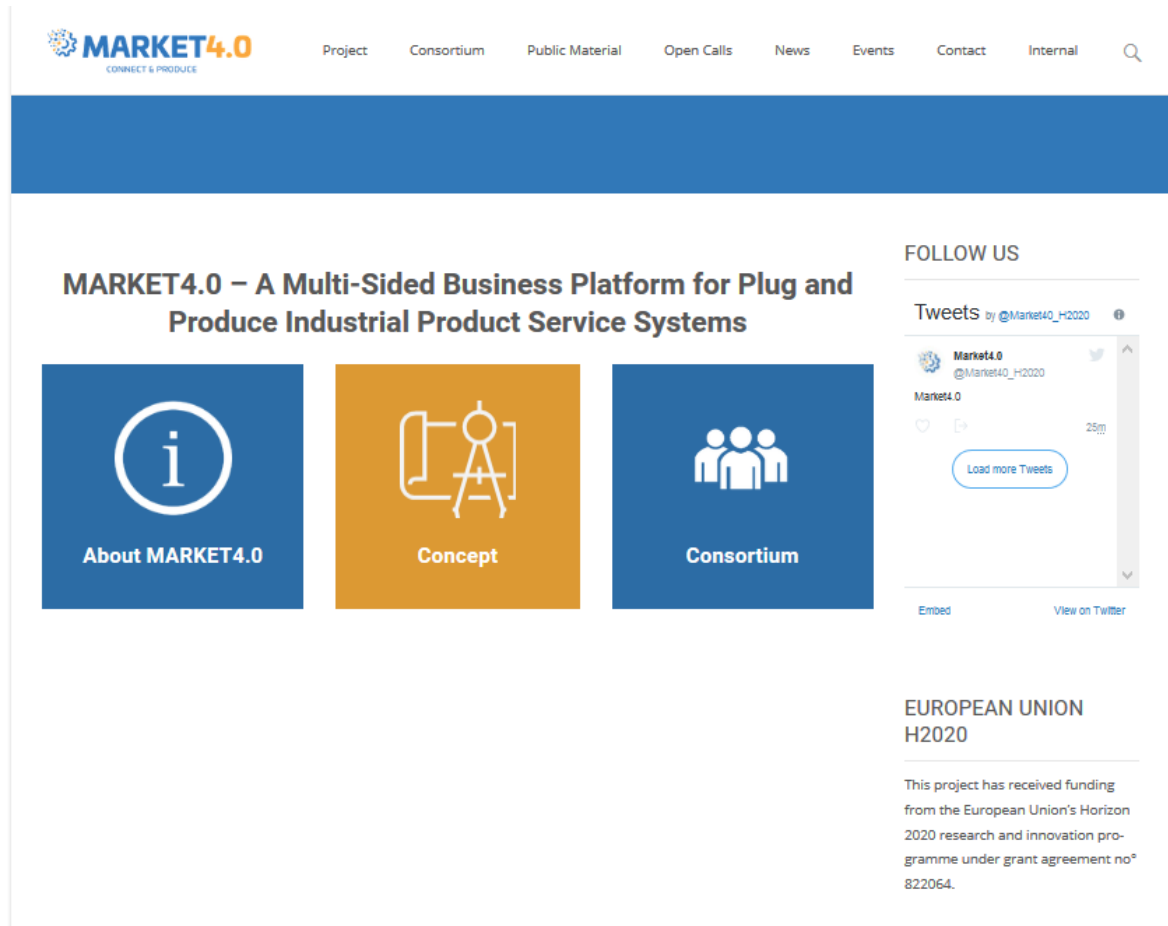 MARKET4.0
CONNECT & PRODUCE
Project Consortium Public Material Open Calls News Events Contact Internal
MARKET4.0 – A Multi-Sided Business Platform for Plug and
Produce Industrial Product Service Systems
i
About MARKET4.0
Concept
Consortium
FOLLOW US
Tweets by @Market40_H2020
Market4.0
@Market40_H2020
Market4.0
25m
Load more Tweets
Embed View on Twitter
EUROPEAN UNION
H2020
This project has received funding
from the European Union's Horizon
2020 research and innovation pro-
gramme under grant agreement no°
822064.